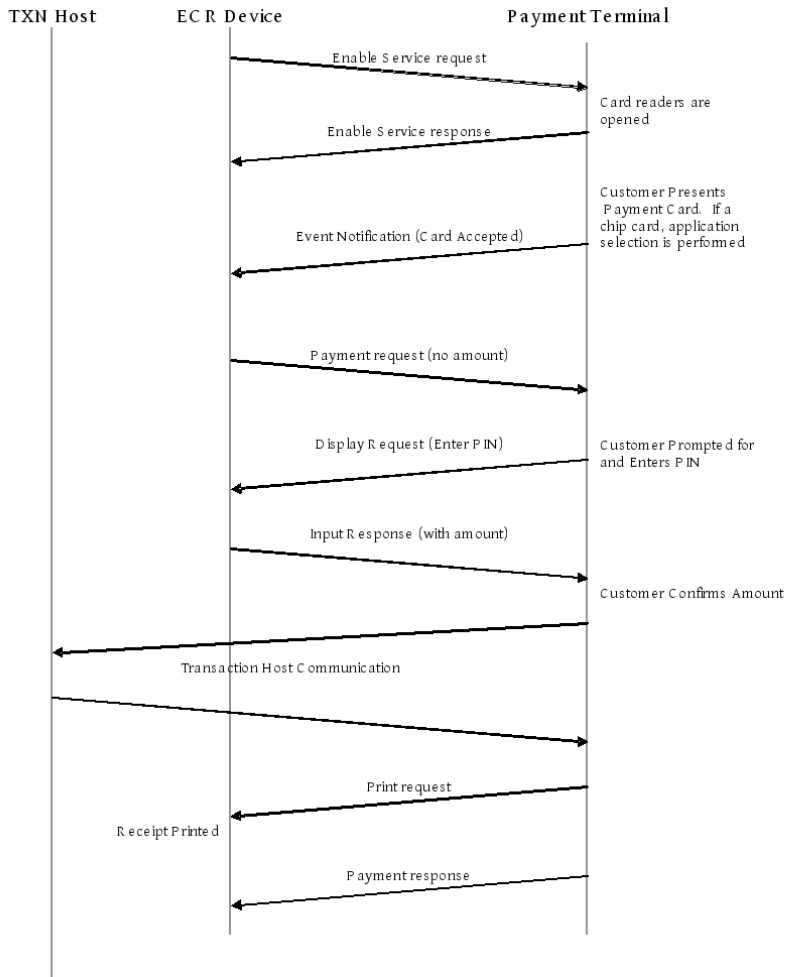 TXN Host
ECR Device
Payment Terminal
Enable Service request
Card readers are
opened
Enable Service response
Customer Presents
Payment Card. If a
chip card, application
selection is performed
Event Notification (Card Accepted)
Payment request (no amount)
Display Request (Enter PIN)
Customer Prompted for
and Enters PIN
Input Response (with amount)
Customer Confirms Amount
Transaction Host Communication
Print request
Receipt Printed
Payment response